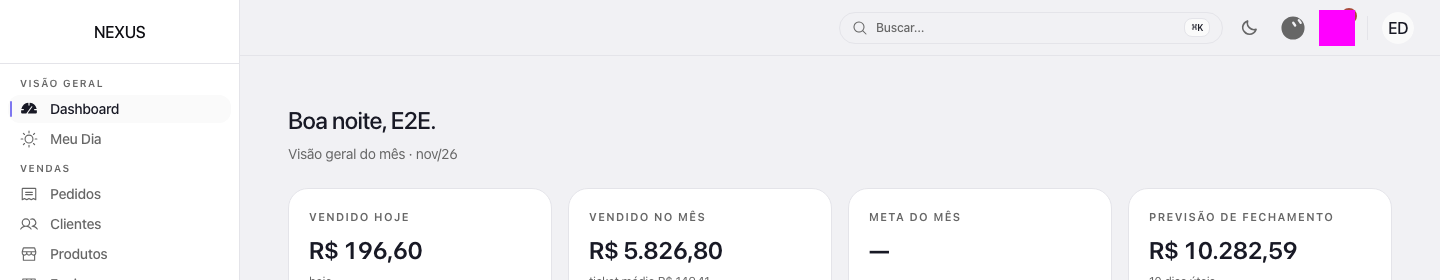 NEXUS
Buscar...
⌘K
ED
VISÃO GERAL
Dashboard
Meu Dia
VENDAS
Pedidos
Clientes
Produtos
Boa noite, E2E.
Visão geral do mês · nov/26
VENDIDO HOJE
R$ 196,60
VENDIDO NO MÊS
R$ 5.826,80
META DO MÊS
—
PREVISÃO DE FECHAMENTO
R$ 10.282,59